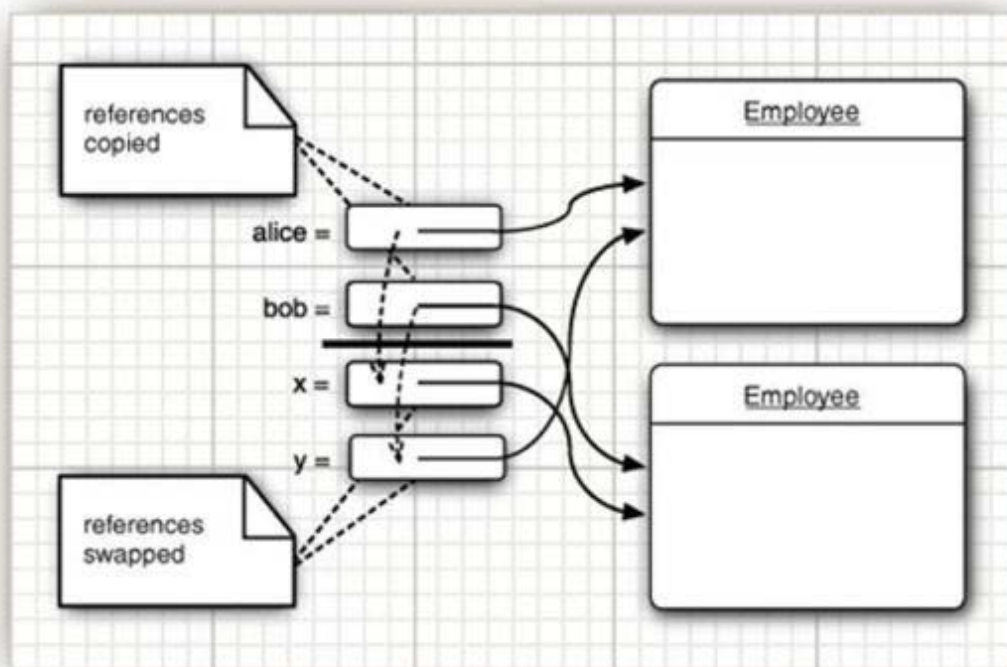 references
copied
Employee
alice =
bob =
x =
y =
Employee
references
swapped